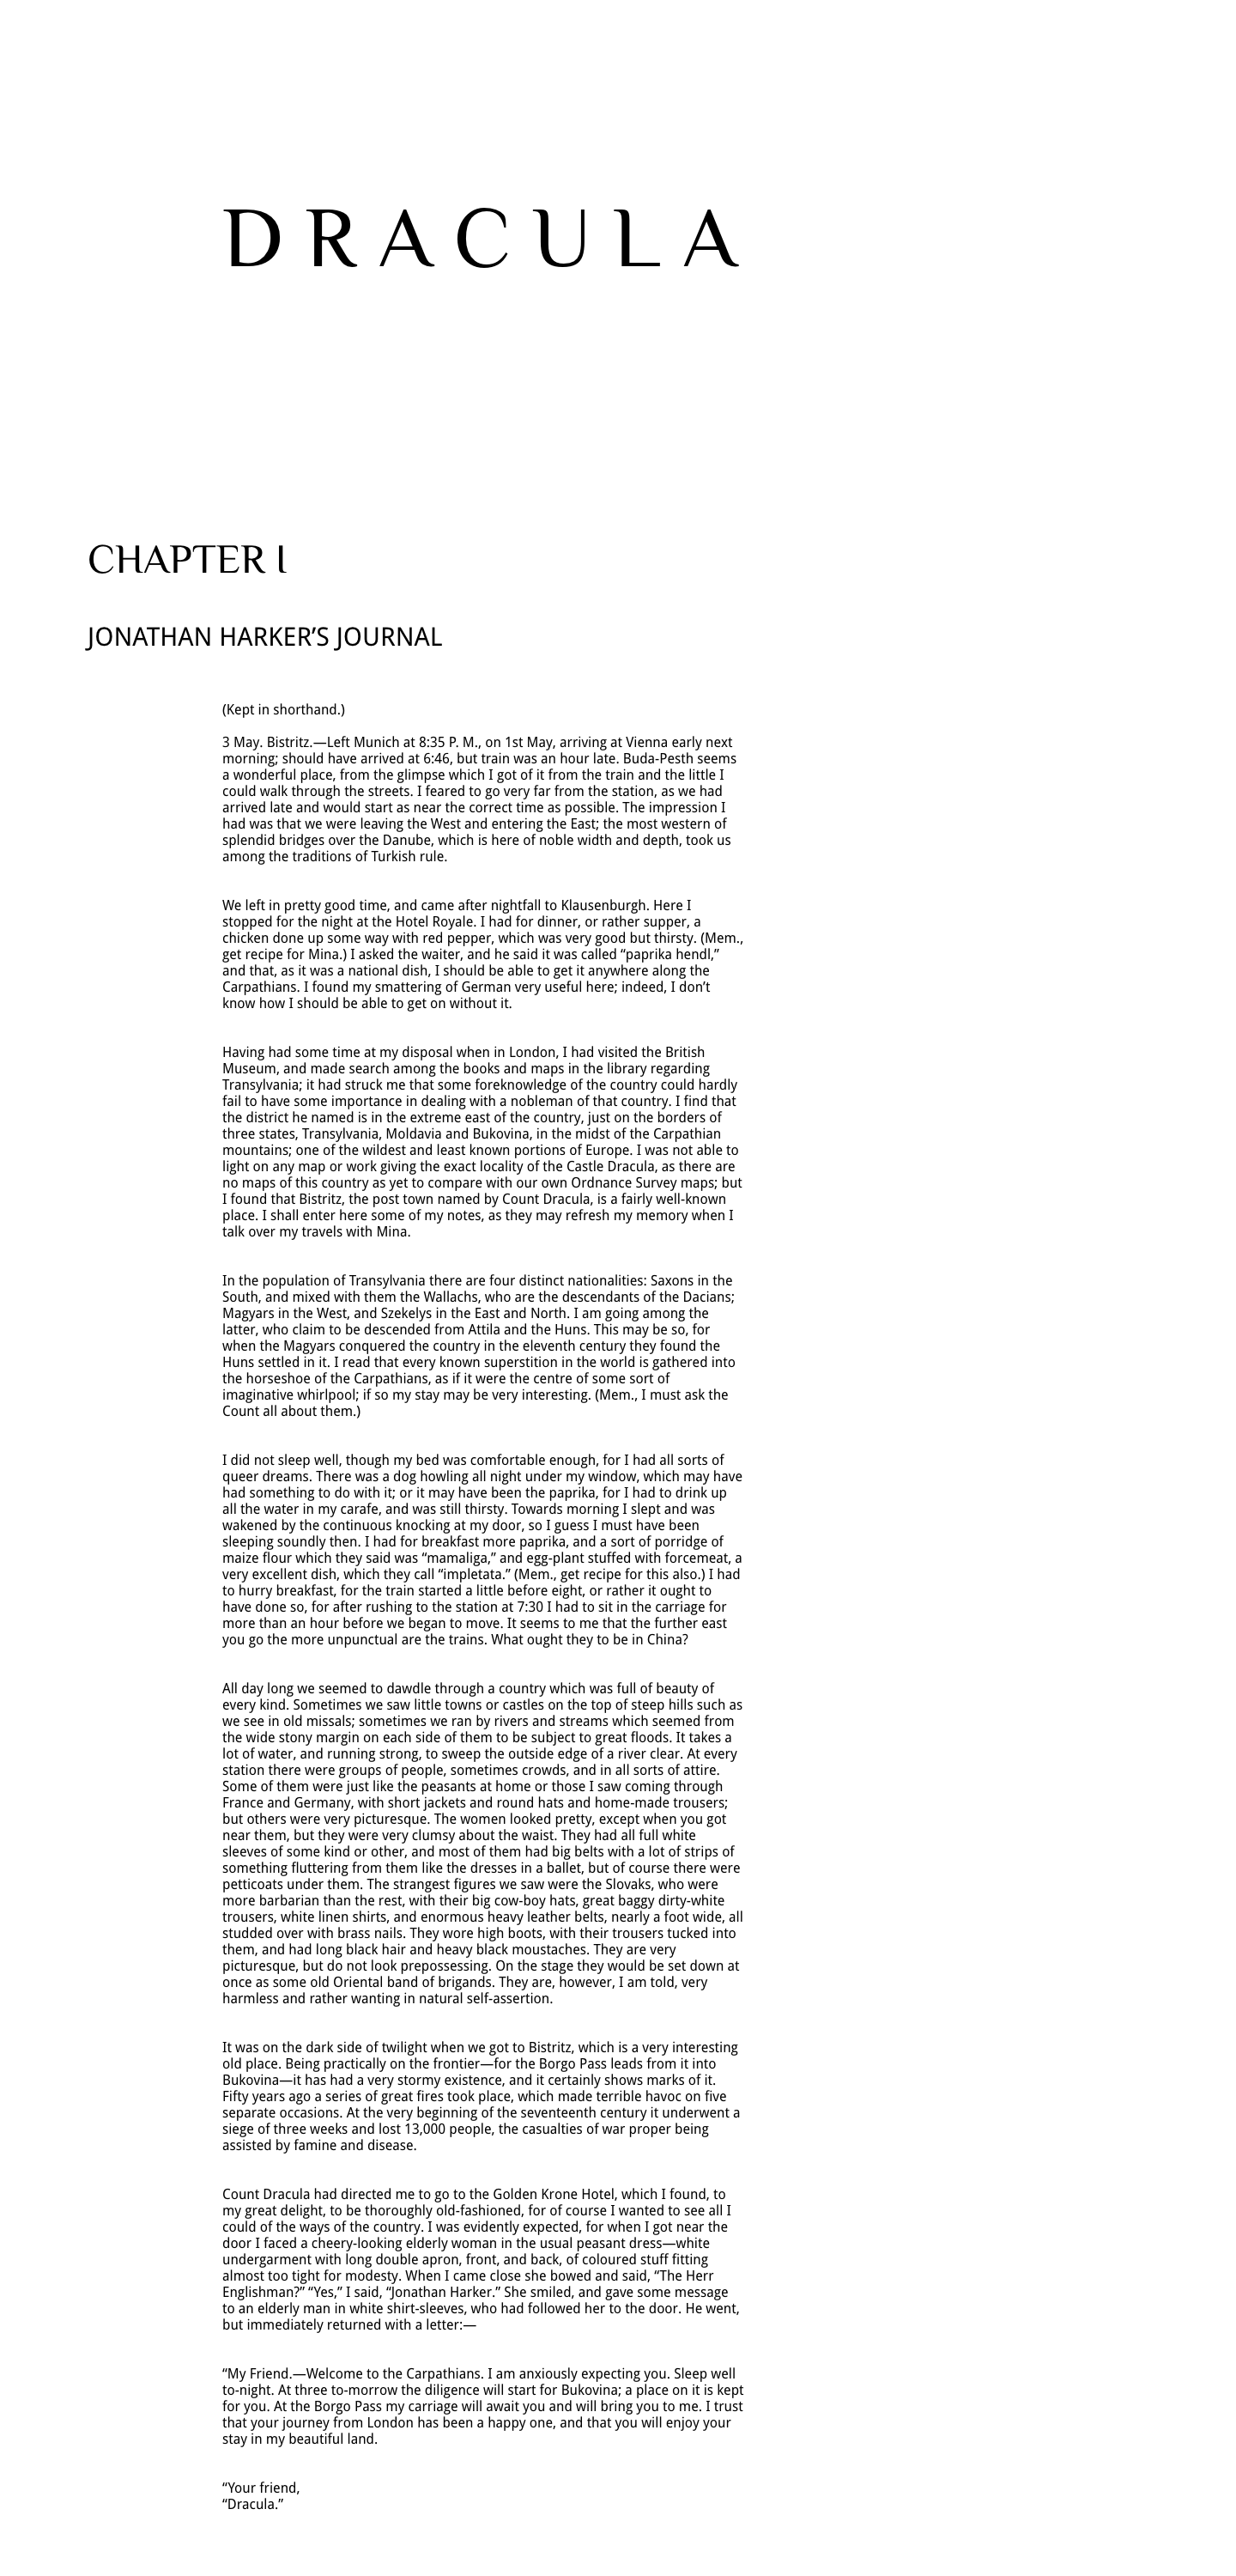 DRACULA
CHAPTER I
JONATHAN HARKER’S JOURNAL
(Kept in shorthand.)
3 May. Bistritz.—Left Munich at 8:35 P. M., on 1st May, arriving at Vienna early next
morning; should have arrived at 6:46, but train was an hour late. Buda-Pesth seems
a wonderful place, from the glimpse which I got of it from the train and the little I
could walk through the streets. I feared to go very far from the station, as we had
arrived late and would start as near the correct time as possible. The impression I
had was that we were leaving the West and entering the East; the most western of
splendid bridges over the Danube, which is here of noble width and depth, took us
among the traditions of Turkish rule.
We left in pretty good time, and came after nightfall to Klausenburgh. Here I
stopped for the night at the Hotel Royale. I had for dinner, or rather supper, a
chicken done up some way with red pepper, which was very good but thirsty. (Mem.,
get recipe for Mina.) I asked the waiter, and he said it was called “paprika hendl,”
and that, as it was a national dish, I should be able to get it anywhere along the
Carpathians. I found my smattering of German very useful here; indeed, I don’t
know how I should be able to get on without it.
Having had some time at my disposal when in London, I had visited the British
Museum, and made search among the books and maps in the library regarding
Transylvania; it had struck me that some foreknowledge of the country could hardly
fail to have some importance in dealing with a nobleman of that country. I find that
the district he named is in the extreme east of the country, just on the borders of
three states, Transylvania, Moldavia and Bukovina, in the midst of the Carpathian
mountains; one of the wildest and least known portions of Europe. I was not able to
light on any map or work giving the exact locality of the Castle Dracula, as there are
no maps of this country as yet to compare with our own Ordnance Survey maps; but
I found that Bistritz, the post town named by Count Dracula, is a fairly well-known
place. I shall enter here some of my notes, as they may refresh my memory when I
talk over my travels with Mina.
In the population of Transylvania there are four distinct nationalities: Saxons in the
South, and mixed with them the Wallachs, who are the descendants of the Dacians;
Magyars in the West, and Szekelys in the East and North. I am going among the
latter, who claim to be descended from Attila and the Huns. This may be so, for
when the Magyars conquered the country in the eleventh century they found the
Huns settled in it. I read that every known superstition in the world is gathered into
the horseshoe of the Carpathians, as if it were the centre of some sort of
imaginative whirlpool; if so my stay may be very interesting. (Mem., I must ask the
Count all about them.)
I did not sleep well, though my bed was comfortable enough, for I had all sorts of
queer dreams. There was a dog howling all night under my window, which may have
had something to do with it; or it may have been the paprika, for I had to drink up
all the water in my carafe, and was still thirsty. Towards morning I slept and was
wakened by the continuous knocking at my door, so I guess I must have been
sleeping soundly then. I had for breakfast more paprika, and a sort of porridge of
maize flour which they said was “mamaliga,” and egg-plant stuffed with forcemeat, a
very excellent dish, which they call “impletata.” (Mem., get recipe for this also.) I had
to hurry breakfast, for the train started a little before eight, or rather it ought to
have done so, for after rushing to the station at 7:30 I had to sit in the carriage for
more than an hour before we began to move. It seems to me that the further east
you go the more unpunctual are the trains. What ought they to be in China?
All day long we seemed to dawdle through a country which was full of beauty of
every kind. Sometimes we saw little towns or castles on the top of steep hills such as
we see in old missals; sometimes we ran by rivers and streams which seemed from
the wide stony margin on each side of them to be subject to great floods. It takes a
lot of water, and running strong, to sweep the outside edge of a river clear. At every
station there were groups of people, sometimes crowds, and in all sorts of attire.
Some of them were just like the peasants at home or those I saw coming through
France and Germany, with short jackets and round hats and home-made trousers;
but others were very picturesque. The women looked pretty, except when you got
near them, but they were very clumsy about the waist. They had all full white
sleeves of some kind or other, and most of them had big belts with a lot of strips of
something fluttering from them like the dresses in a ballet, but of course there were
petticoats under them. The strangest figures we saw were the Slovaks, who were
more barbarian than the rest, with their big cow-boy hats, great baggy dirty-white
trousers, white linen shirts, and enormous heavy leather belts, nearly a foot wide, all
studded over with brass nails. They wore high boots, with their trousers tucked into
them, and had long black hair and heavy black moustaches. They are very
picturesque, but do not look prepossessing. On the stage they would be set down at
once as some old Oriental band of brigands. They are, however, I am told, very
harmless and rather wanting in natural self-assertion.
It was on the dark side of twilight when we got to Bistritz, which is a very interesting
old place. Being practically on the frontier—for the Borgo Pass leads from it into
Bukovina—it has had a very stormy existence, and it certainly shows marks of it.
Fifty years ago a series of great fires took place, which made terrible havoc on five
separate occasions. At the very beginning of the seventeenth century it underwent a
siege of three weeks and lost 13,000 people, the casualties of war proper being
assisted by famine and disease.
Count Dracula had directed me to go to the Golden Krone Hotel, which I found, to
my great delight, to be thoroughly old-fashioned, for of course I wanted to see all I
could of the ways of the country. I was evidently expected, for when I got near the
door I faced a cheery-looking elderly woman in the usual peasant dress—white
undergarment with long double apron, front, and back, of coloured stuff fitting
almost too tight for modesty. When I came close she bowed and said, “The Herr
Englishman?” “Yes,” I said, “Jonathan Harker.” She smiled, and gave some message
to an elderly man in white shirt-sleeves, who had followed her to the door. He went,
but immediately returned with a letter:—
“My Friend.—Welcome to the Carpathians. I am anxiously expecting you. Sleep well
to-night. At three to-morrow the diligence will start for Bukovina; a place on it is kept
for you. At the Borgo Pass my carriage will await you and will bring you to me. I trust
that your journey from London has been a happy one, and that you will enjoy your
stay in my beautiful land.
“Your friend,
“Dracula.”